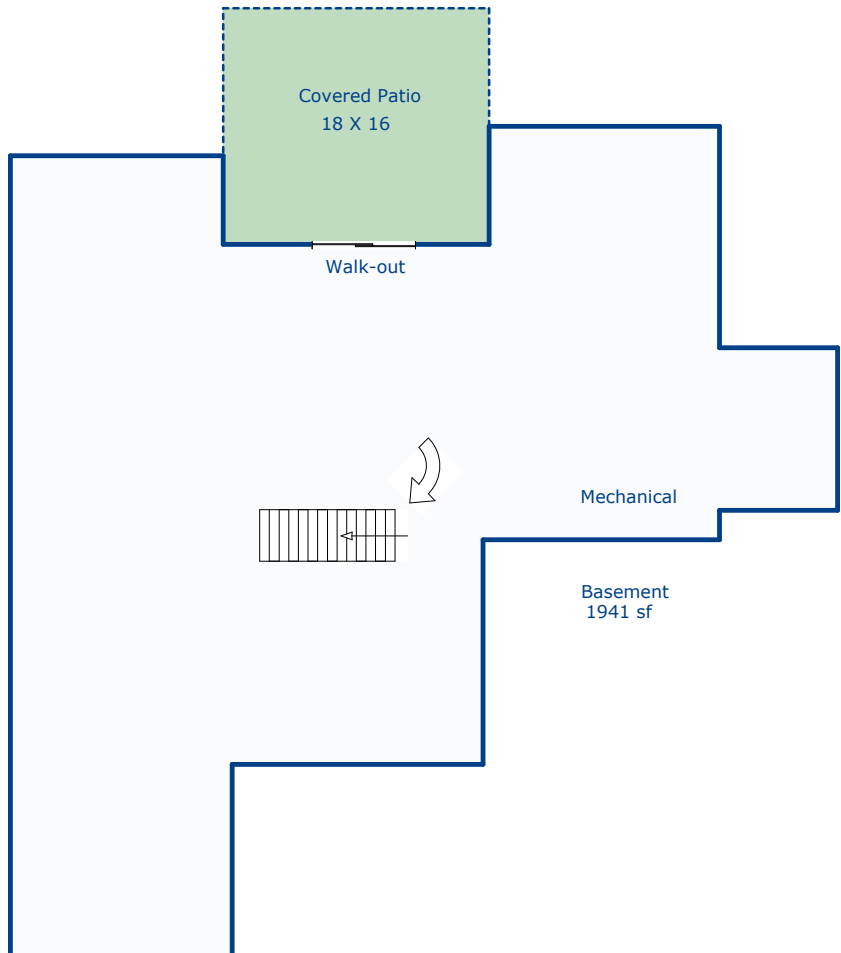 Covered Patio
18 X 16
Walk-out
Mechanical
Basement
1941 sf